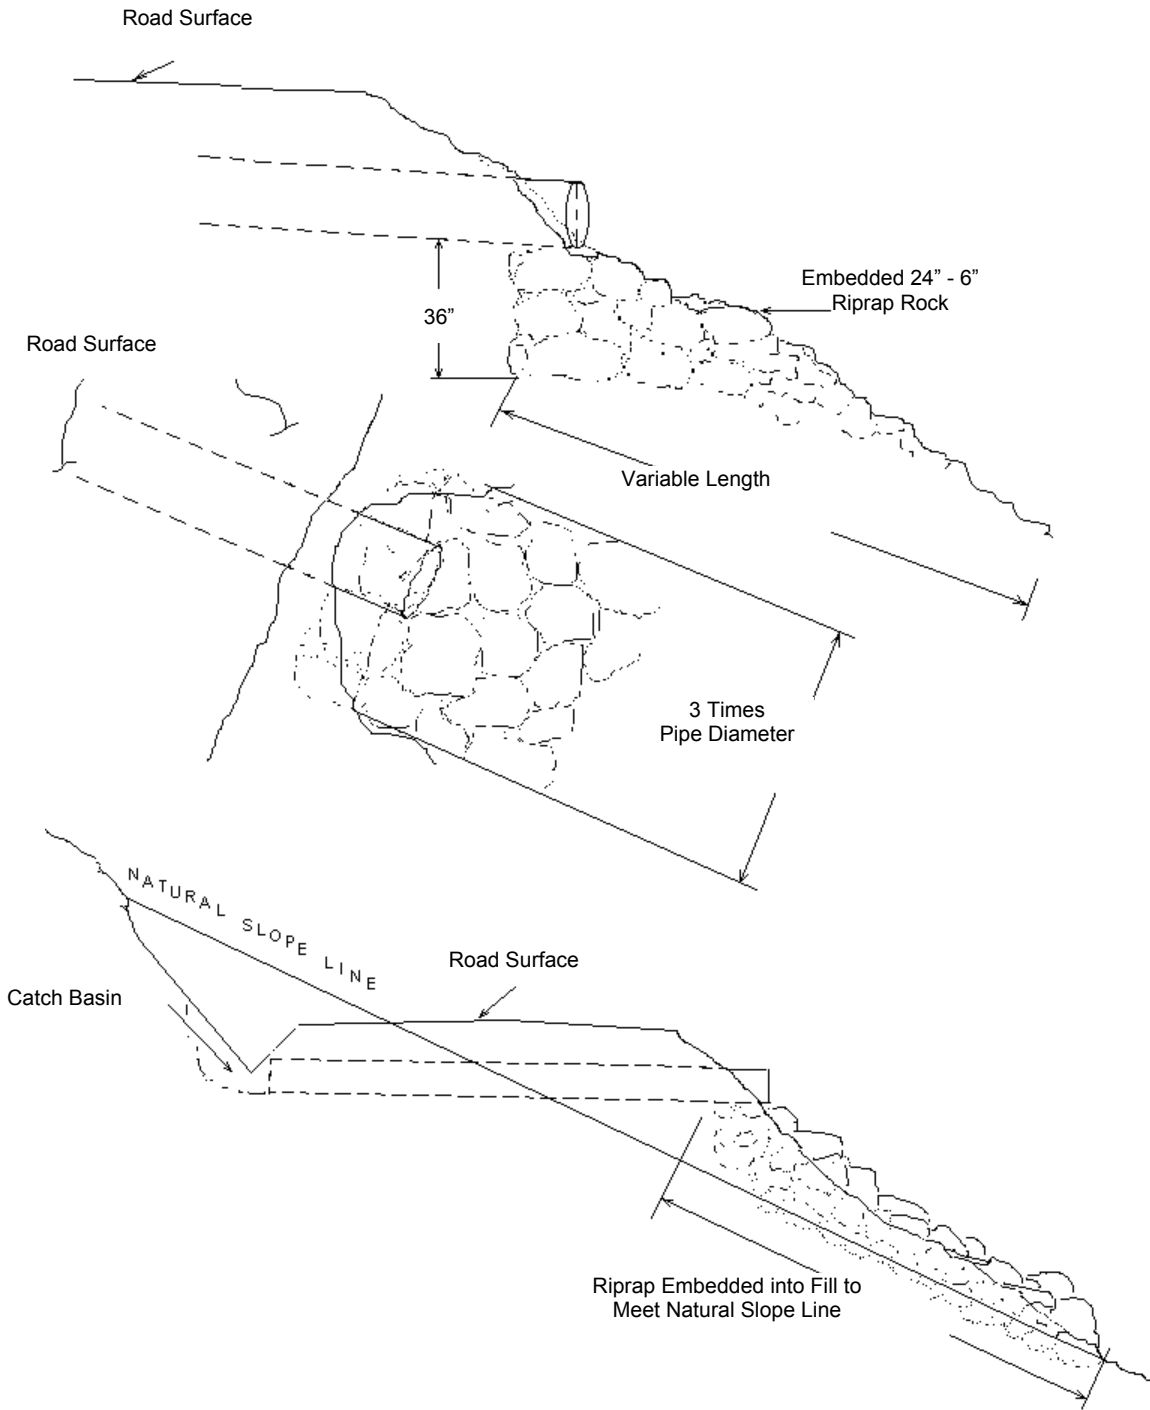 Road Surface
Embedded 24” - 6”
Riprap Rock
36”
Road Surface
Variable Length
3 Times
Pipe Diameter
NATURAL SLOPE LINE
Road Surface
Catch Basin
Riprap Embedded into Fill to
Meet Natural Slope Line